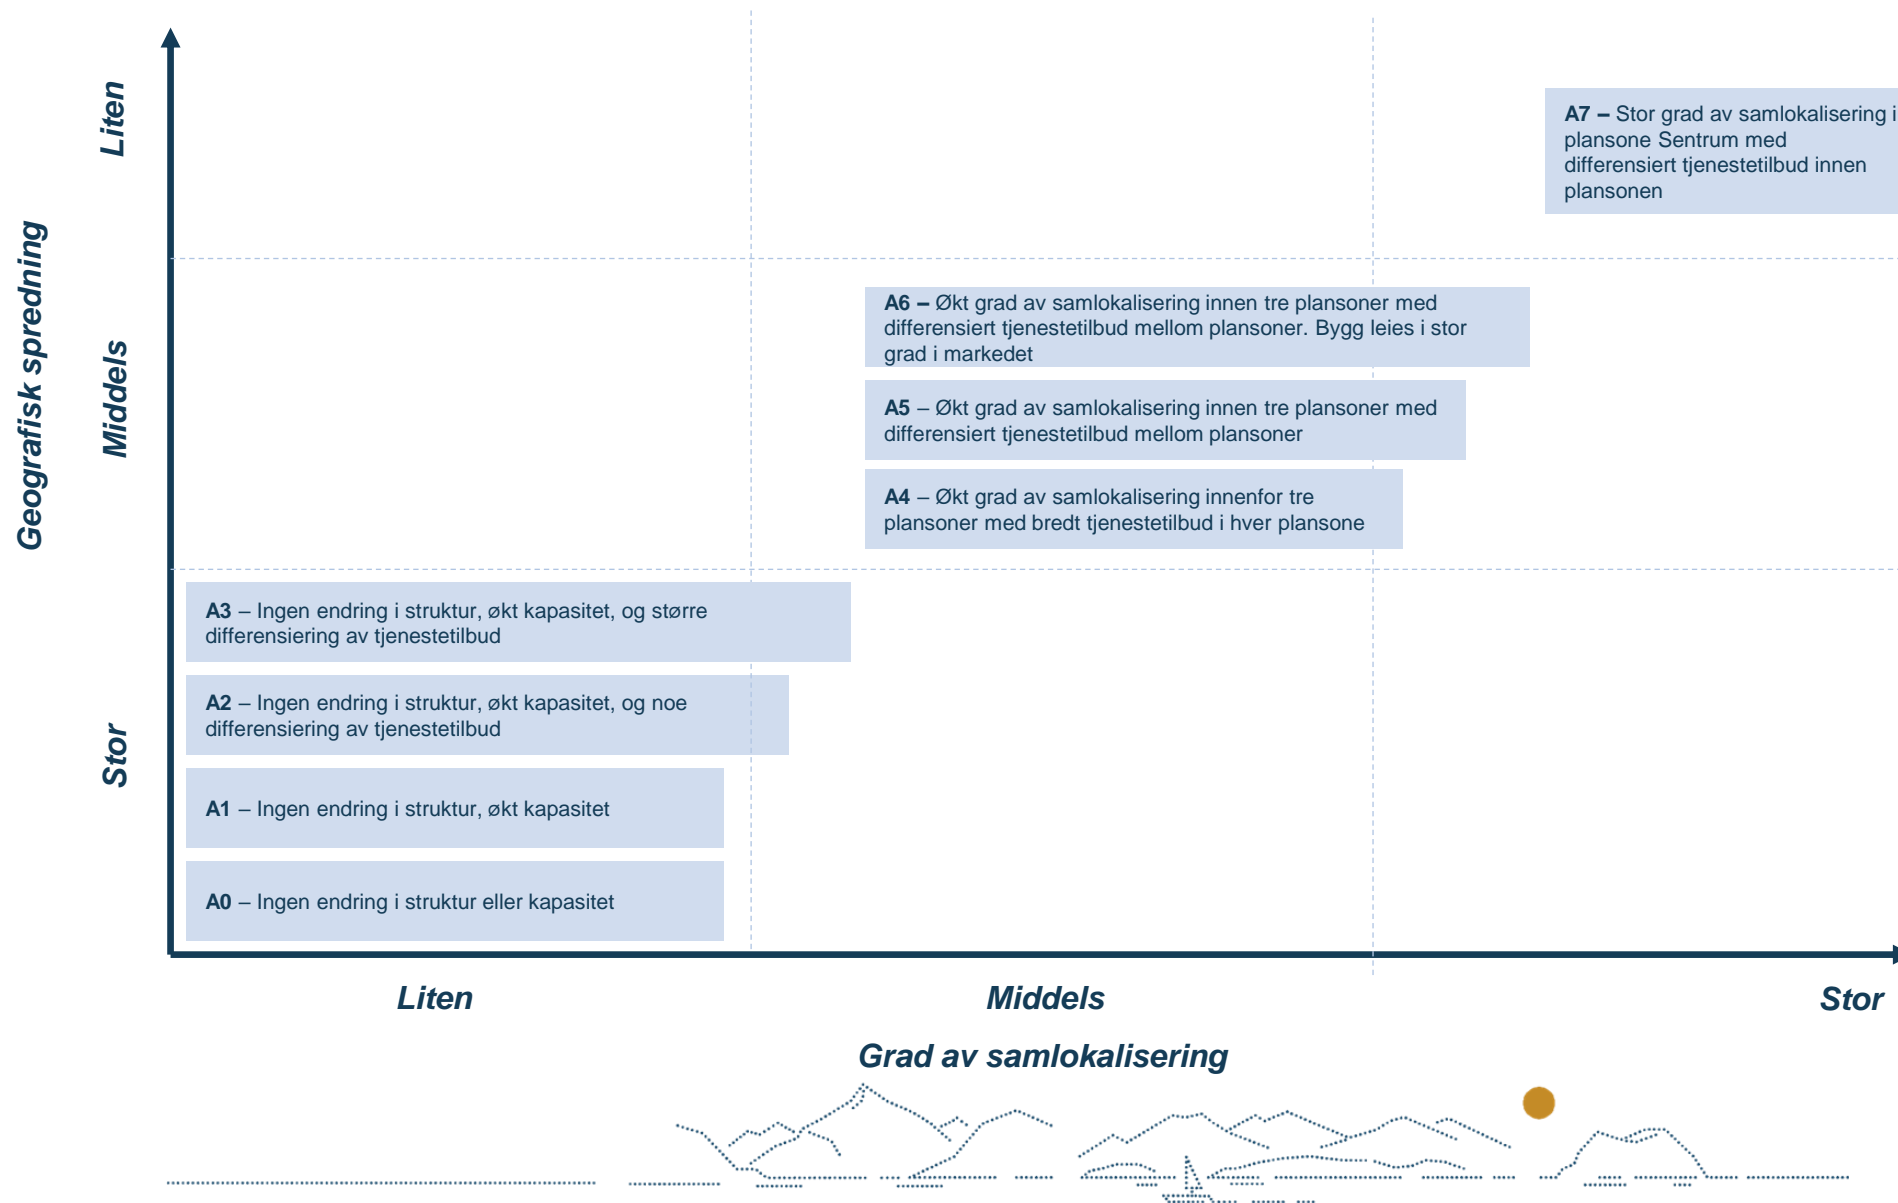 Geografisk spredning
Liten
Middels
Stor
A7 – Stor grad av samlokalisering i
plansone Sentrum med
differensiert tjenestetilbud innen
plansonen
A6 – Økt grad av samlokalisering innen tre plansoner med
differensiert tjenestetilbud mellom plansoner. Bygg leies i stor
grad i markedet
A5 – Økt grad av samlokalisering innen tre plansoner med
differensiert tjenestetilbud mellom plansoner
A4 – Økt grad av samlokalisering innenfor tre
plansoner med bredt tjenestetilbud i hver plansone
A3 – Ingen endring i struktur, økt kapasitet, og større
differensiering av tjenestetilbud
A2 – Ingen endring i struktur, økt kapasitet, og noe
differensiering av tjenestetilbud
A1 – Ingen endring i struktur, økt kapasitet
A0 – Ingen endring i struktur eller kapasitet
Liten
Middels
Stor
Grad av samlokalisering